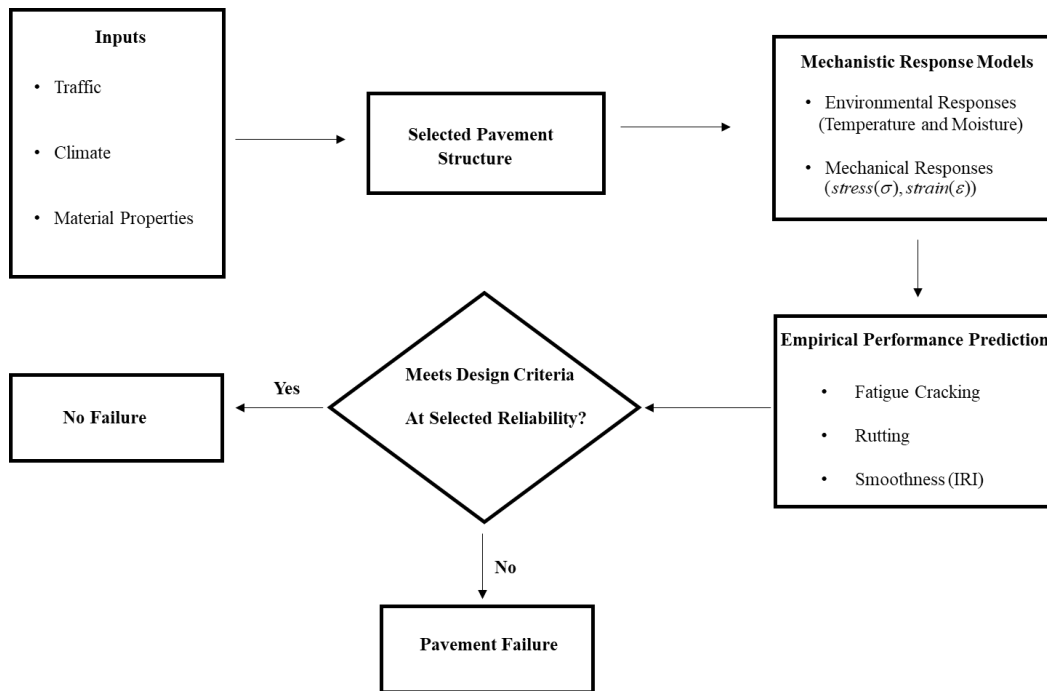 Inputs
• Traffic
• Climate
• Material Properties
Selected Pavement
Structure
Mechanistic Response Models
• Environmental Responses
(Temperature and Moisture)
• Mechanical Responses
(stress(σ),strain(ε))
Empirical Performance Prediction
• Fatigue Cracking
• Rutting
• Smoothness (IRI)
Meets Design Criteria
At Selected Reliability?
Yes
No Failure
No
Pavement Failure